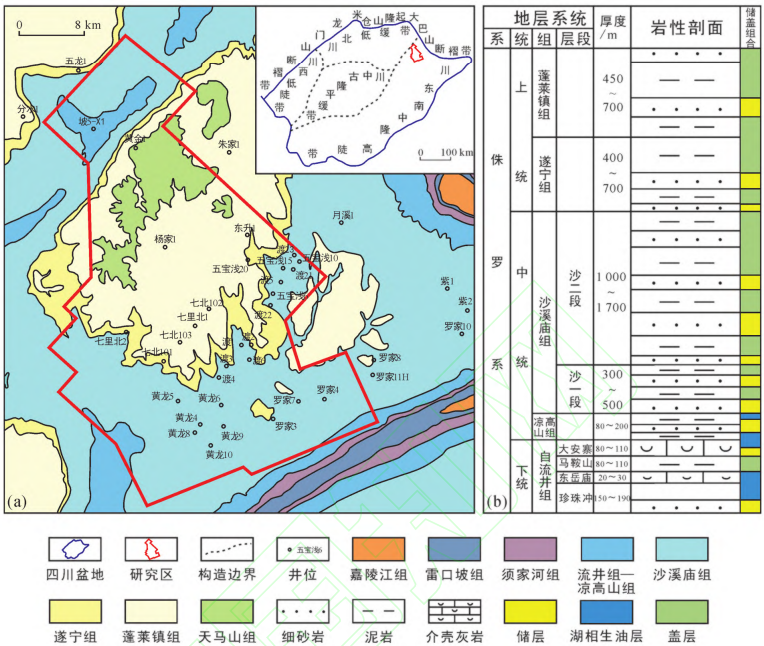 0 8 km
五龙1
分水1
坡5-X1
黄金1
朱家1
月溪1
东升1
杨家1
渡13
五宝浅10
五宝浅15
渡21
五宝浅20
渡5
紫1
五宝浅
七北102
渡22
紫2
七里北1
七里北2
七北103
罗家10
渡1
渡
七北101
渡3
渡
罗家8
渡4
罗家11H
黄龙5
黄龙6
罗家7
罗家4
黄龙4
罗家3
黄龙8
黄龙9
黄龙10
(a)
龙门山断褶带
米仓山隆起
大巴山断褶带
川北低缓带
川西低陡带
川中古隆平缓带
川东南中隆高陡带
0 100 km
地层系统
厚度/m
岩性剖面
储盖组合
系 统 组 层段
侏罗系
上统
蓬莱镇组
450~700
遂宁组
400~700
中统
沙溪庙组
沙二段
1 000~1 700
沙一段
300~500
凉高山组
80~200
下统
自流井组
大安寨 80~110
马鞍山 80~110
东岳庙 20~30
珍珠冲 150~190
(b)
五宝浅6
四川盆地 研究区 构造边界 井位 嘉陵江组 雷口坡组 须家河组 流井组—凉高山组 沙溪庙组
遂宁组 蓬莱镇组 天马山组 细砂岩 泥岩 介壳灰岩 储层 湖相生油层 盖层